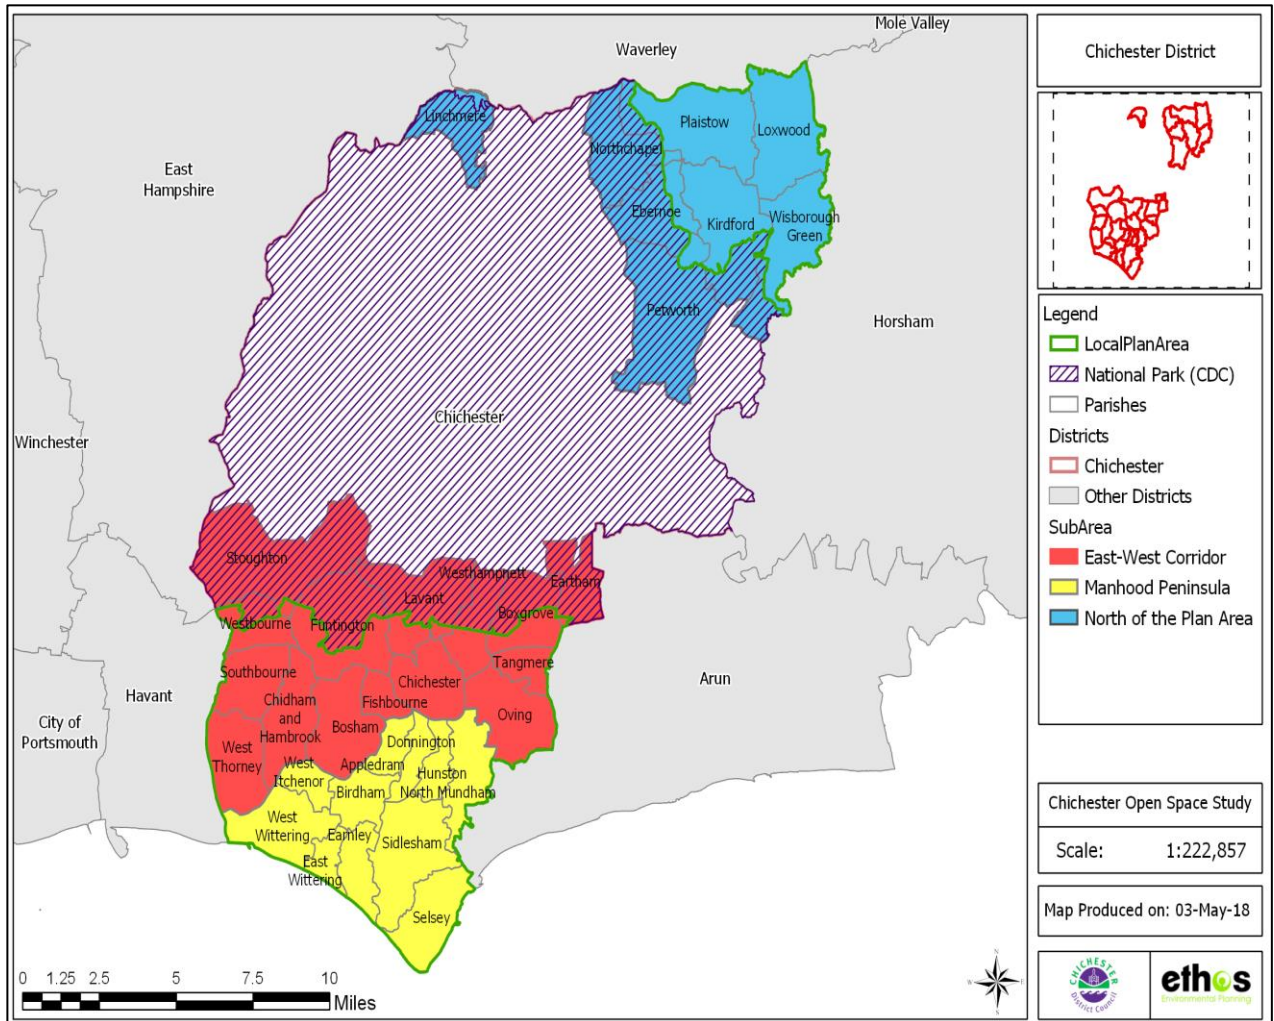 Mole Valley
Waverley
Linchmere
Plaistow
Loxwood
Northchapel
East
Hampshire
Ebernoe
Kirdford
Wisborough
Green
Petworth
Horsham
Chichester
Winchester
Stoughton
Westhampnett
Eartham
Lavant
Boxgrove
Westbourne
Funtington
Southbourne
Tangmere
Chichester
Havant
Chidham
and
Hambrook
Fishbourne
Arun
Bosham
Oving
City of
Portsmouth
West
Thorney
Donnington
West
Itchenor
Appledram
Hunston
Birdham
North Mundham
West
Wittering
Earnley
Sidlesham
East
Wittering
Selsey
0 1.25 2.5 5 7.5 10
Miles
N
W E
S
Chichester District
Legend
LocalPlanArea
National Park (CDC)
Parishes
Districts
Chichester
Other Districts
SubArea
East-West Corridor
Manhood Peninsula
North of the Plan Area
Chichester Open Space Study
Scale: 1:222,857
Map Produced on: 03-May-18
CHICHESTER
District Council
ethos
Environmental Planning